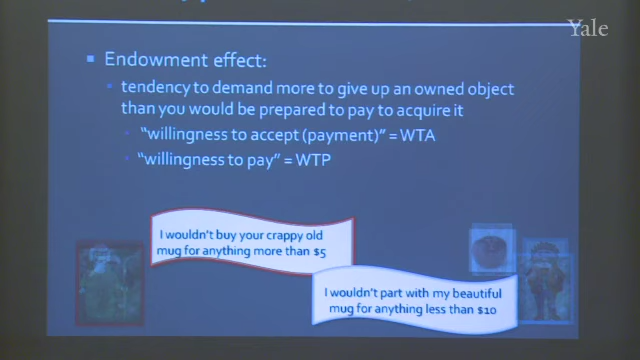 Yale
Endowment effect:
tendency to demand more to give up an owned object
than you would be prepared to pay to acquire it
"willingness to accept (payment)" = WTA
"willingness to pay" = WTP
I wouldn't buy your crappy old
mug for anything more than $5
I wouldn't part with my beautiful
mug for anything less than $10